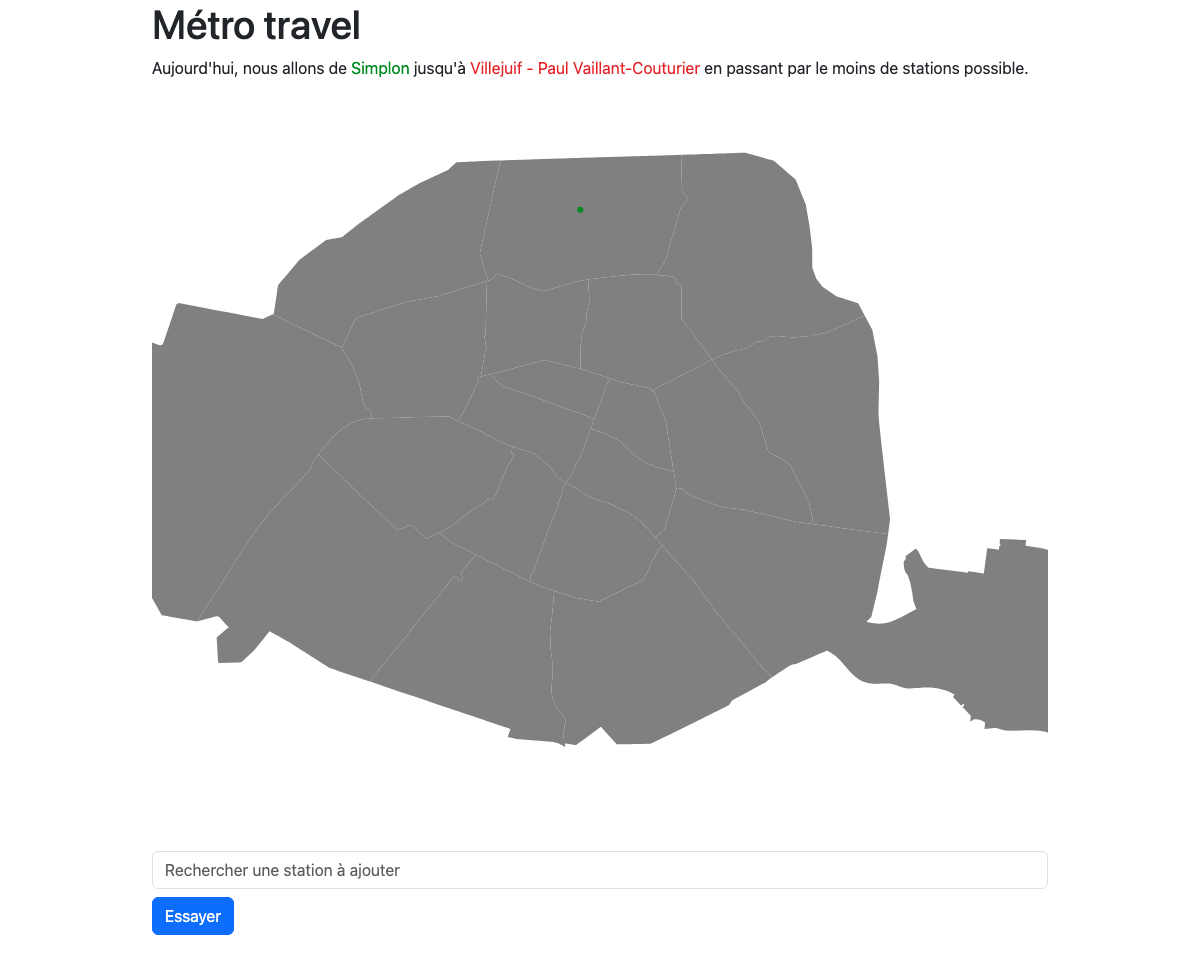 Métro travel
Aujourd'hui, nous allons de Simplon jusqu'à Villejuif - Paul Vaillant-Couturier en passant par le moins de stations possible.
Rechercher une station à ajouter
Essayer